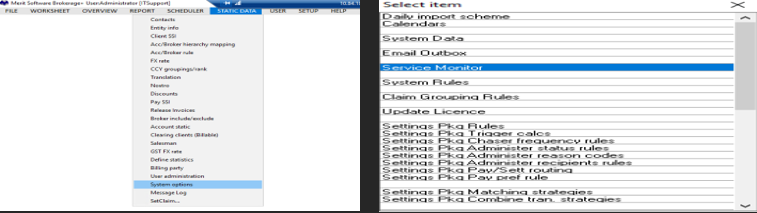 Merit Software Brokerage+ UserAdministrator [ITSupport]
10.84.10
FILE WORKSHEET OVERVIEW REPORT SCHEDULER STATIC DATA USER SETUP HELP
Contacts
Entity info
Client SSI
Acc/Broker hierarchy mapping
Acc/Broker rule
FX rate
CCY groupings/rank
Translation
Nostro
Discounts
Pay SSI
Release Invoices
Broker include/exclude
Account static
Clearing clients (Billable)
Salesman
GST FX rate
Define statistics
Billing party
User administration
System options
Message Log
SetClaim...
Select item
Daily import scheme
Calendars
System Data
Email Outbox
Service Monitor
System Rules
Claim Grouping Rules
Update Licence
Settings Pkg Rules
Settings Pkg Trigger calcs
Settings Pkg Chaser frequency rules
Settings Pkg Administer status rules
Settings Pkg Administer reason codes
Settings Pkg Administer recipients rules
Settings Pkg Pay/Sett routing
Settings Pkg Pay pref rule
Settings Pkg Matching strategies
Settings Pkg Combine tran. strategies